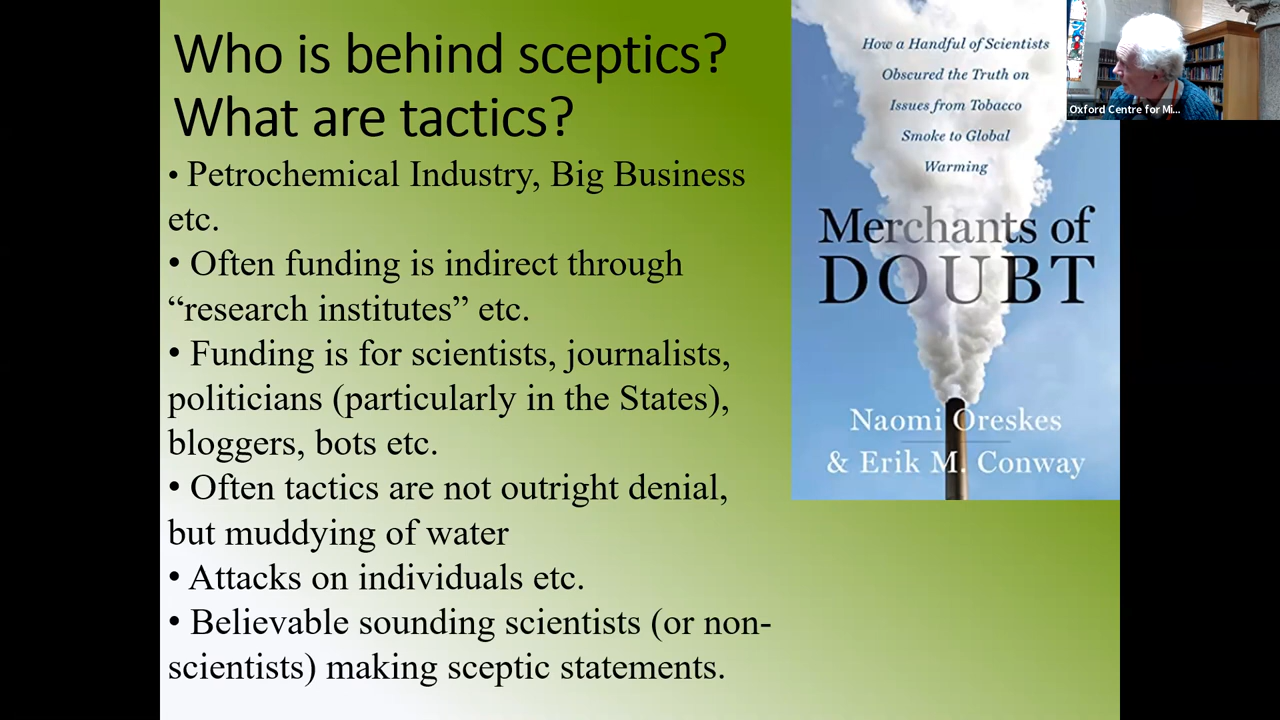 Who is behind sceptics?
What are tactics?
• Petrochemical Industry, Big Business
etc.
• Often funding is indirect through
“research institutes” etc.
• Funding is for scientists, journalists,
politicians (particularly in the States),
bloggers, bots etc.
• Often tactics are not outright denial,
but muddying of water
• Attacks on individuals etc.
• Believable sounding scientists (or non-
scientists) making sceptic statements.
How a Handful of Scientists
Obscured the Truth on
Issues from Tobacco
Smoke to Global
Warming
Merchants of
DOUBT
Naomi Oreskes
& Erik M. Conway
Oxford Centre for Mi...